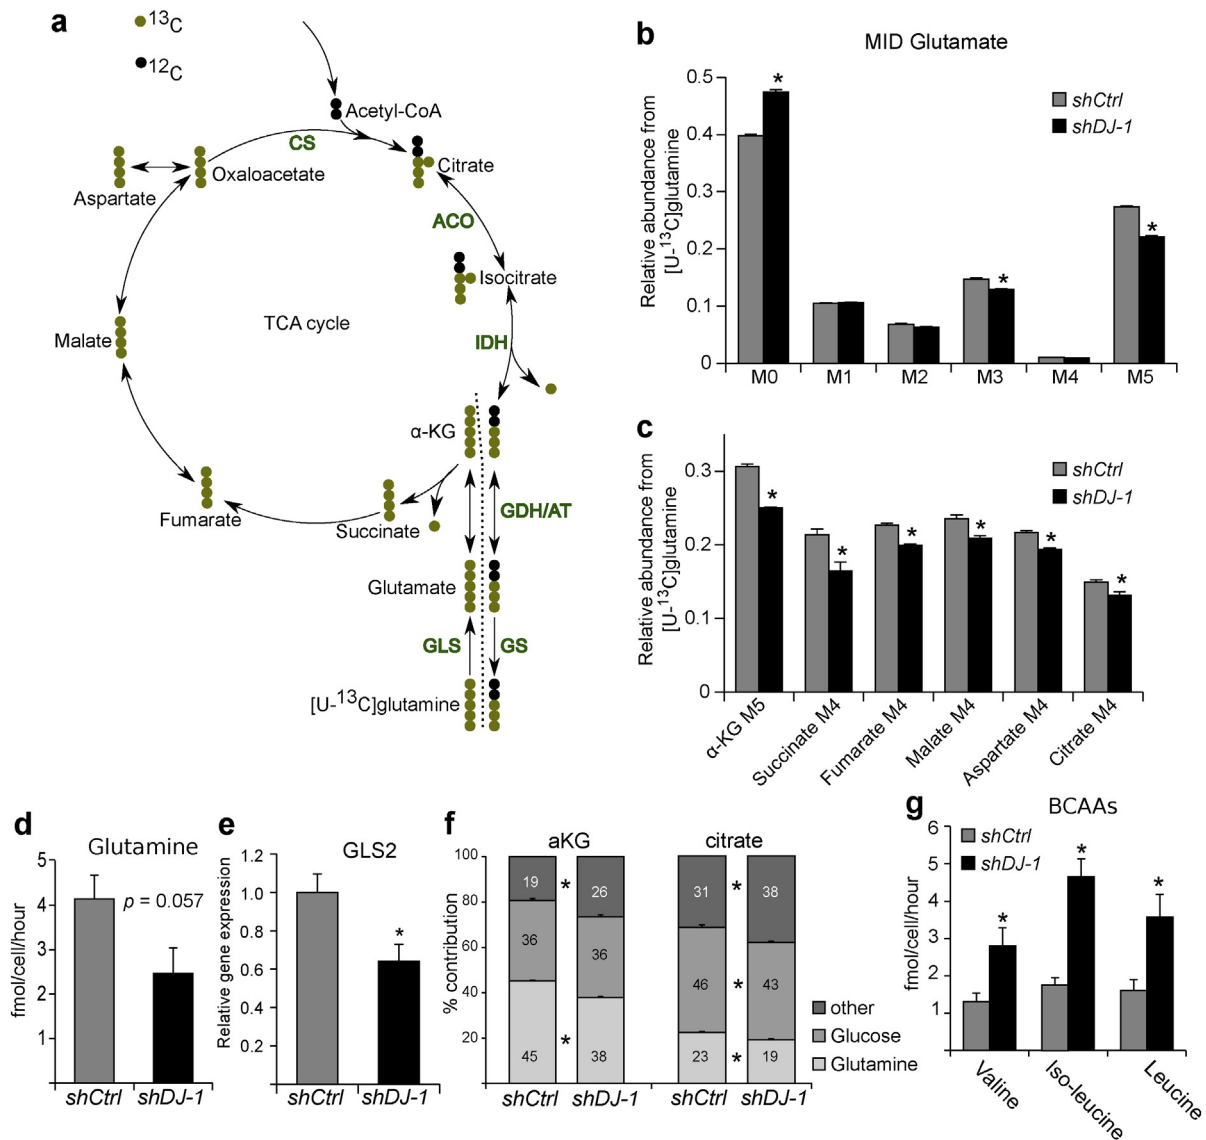 a
13C
12C
Acetyl-CoA
CS
Citrate
Oxaloacetate
Aspartate
ACO
Isocitrate
TCA cycle
Malate
IDH
α-KG
Fumarate
Succinate
GDH/AT
Glutamate
GLS
GS
[U-13C]glutamine
b
MID Glutamate
Relative abundance from
[U-13C]glutamine
0.5
0.4
0.3
0.2
0.1
0
shCtrl
shDJ-1
*
*
*
M0 M1 M2 M3 M4 M5
c
Relative abundance from
[U-13C]glutamine
0.3
0.2
0.1
0
shCtrl
shDJ-1
* * * * * *
α-KG M5
Succinate M4
Fumarate M4
Malate M4
Aspartate M4
Citrate M4
d
Glutamine
fmol/cell/hour
5
4
3
2
1
p = 0.057
shCtrl shDJ-1
e
GLS2
Relative gene expression
1.2
1.0
0.8
0.6
0.4
0.2
0.0
*
shCtrl shDJ-1
f
aKG citrate
% contribution
100
80
60
40
20
19 * 26 31 * 38
36 36 46 * 43
45 * 38 23 * 19
shCtrl shDJ-1 shCtrl shDJ-1
other
Glucose
Glutamine
g
BCAAs
fmol/cell/hour
6
5
4
3
2
1
shCtrl
shDJ-1
* * *
Valine
Iso-leucine
Leucine